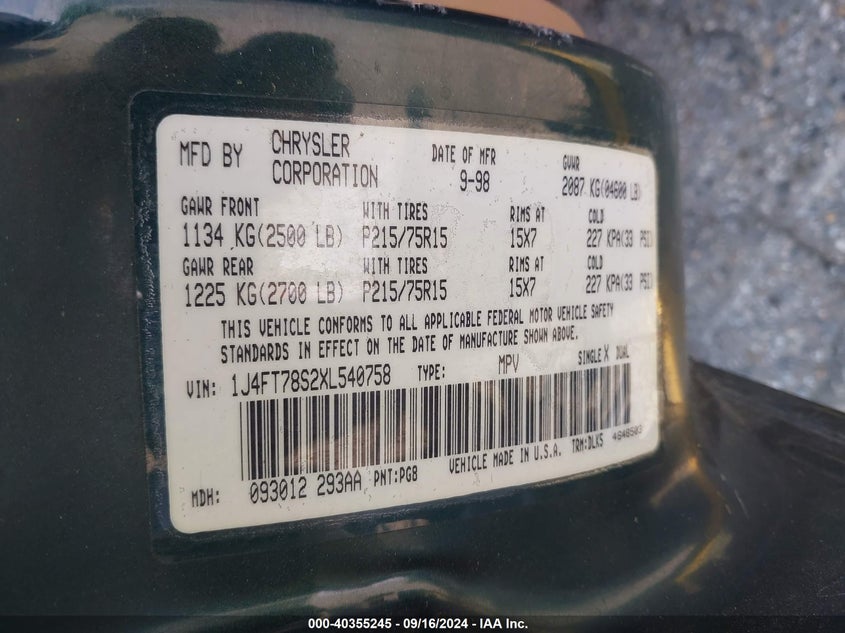 MFD BY CHRYSLER CORPORATION DATE OF MFR 9-98 GVWR 2087 KG(04600 LB)
GAWR FRONT WITH TIRES RIMS AT COLD
1134 KG(2500 LB) P215/75R15 15X7 227 KPA(33 PSI)
GAWR REAR WITH TIRES RIMS AT COLD
1225 KG(2700 LB) P215/75R15 15X7 227 KPA(33 PSI)
THIS VEHICLE CONFORMS TO ALL APPLICABLE FEDERAL MOTOR VEHICLE SAFETY
STANDARDS IN EFFECT ON THE DATE OF MANUFACTURE SHOWN ABOVE.
VIN: 1J4FT78S2XL540758 TYPE: MPV SINGLE X DUAL
MDH: 093012 293AA PNT:PG8 VEHICLE MADE IN U.S.A. TRM:DLK5 4648503
000-40355245 - 09/16/2024 - IAA Inc.